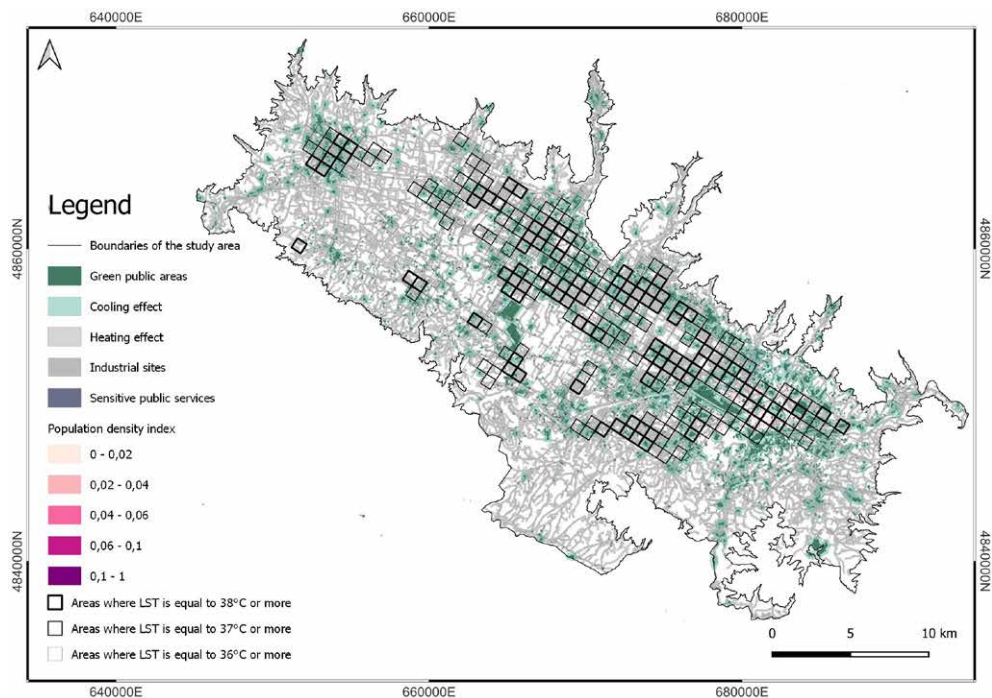 640000E 660000E 680000E
4860000N 4860000N
Legend
Boundaries of the study area
Green public areas
Cooling effect
Heating effect
Industrial sites
Sensitive public services
Population density index
0 - 0,02
0,02 - 0,04
0,04 - 0,06
0,06 - 0,1
0,1 - 1
Areas where LST is equal to 38°C or more
Areas where LST is equal to 37°C or more
Areas where LST is equal to 36°C or more
4840000N 4840000N
0 5 10 km
640000E 660000E 680000E